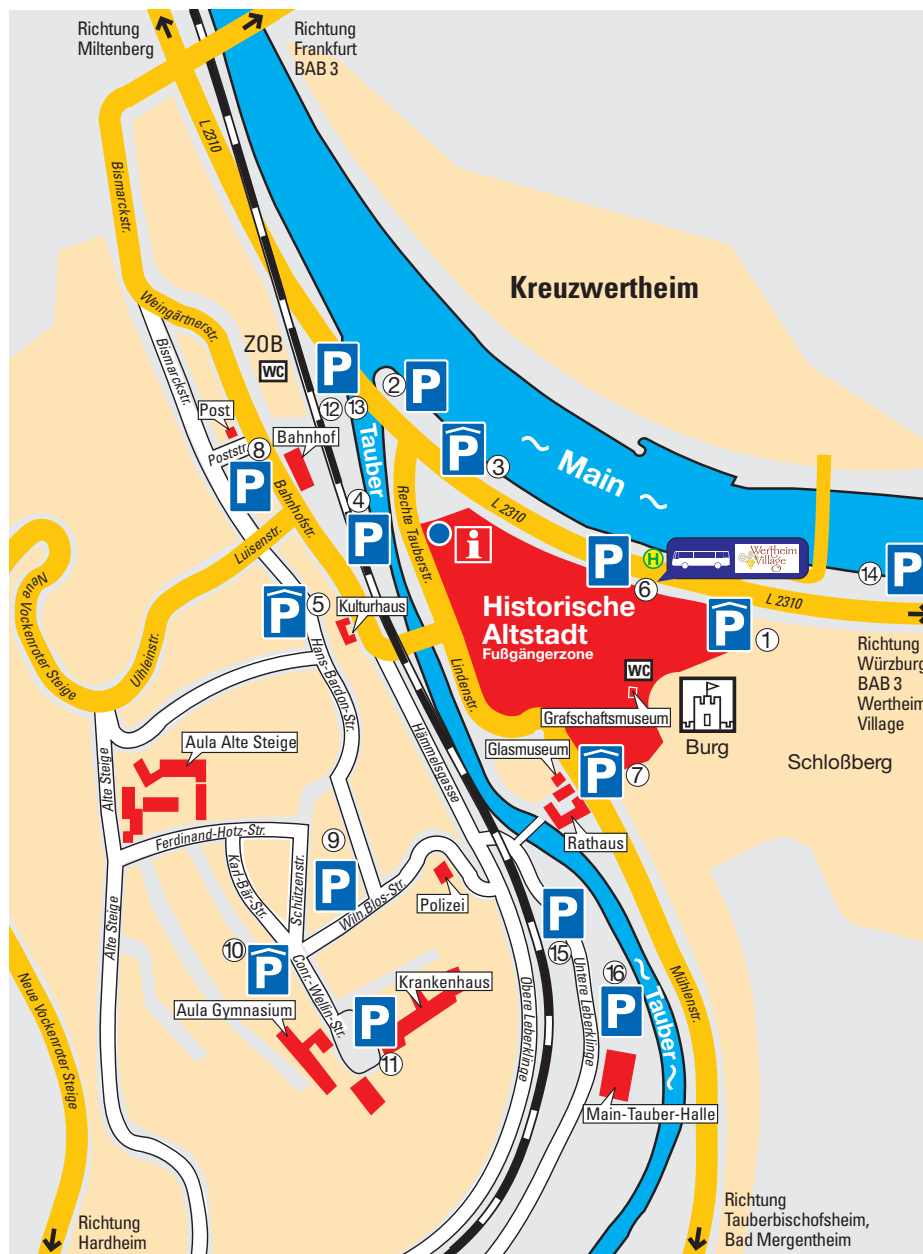 Richtung
Miltenberg
Richtung
Frankfurt
BAB 3
L 2310
Bismarckstr.
Kreuzwertheim
Weingärtnerstr.
ZOB
WC
Bismarckstr.
P
12
13
2
P
Post
Bahnhof
Tauber
P
3
~ Main ~
8
Poststr.
P
Bahnhofstr.
4
P
Rechte Tauberstr.
L 2310
i
P
6
H
Wertheim
Village
14
P
Luisenstr.
Neue Vockenroter Steige
Uihleinstr.
P
5
Kulturhaus
Historische
Altstadt
Fußgängerzone
P
1
L 2310
Richtung
Würzburg
BAB 3
Wertheim
Village
Hans-Bardon-Str.
Lindenstr.
WC
Grafschaftsmuseum
Burg
Schloßberg
Aula Alte Steige
Alte Steige
Hämmelsgasse
Glasmuseum
P
7
Rathaus
Ferdinand-Hotz-Str.
Karl-Bär-Str.
Schützenstr.
9
P
Wiln.Blos-Str.
Polizei
Alte Steige
P
15
10
P
Conr.-Wellin-Str.
Krankenhaus
Aula Gymnasium
P
11
Obere Leberklinge
Untere Leberklinge
16
P
~ Tauber ~
Mühlenstr.
Neue Vockenroter Steige
Main-Tauber-Halle
Richtung
Hardheim
Richtung
Tauberbischofsheim,
Bad Mergentheim